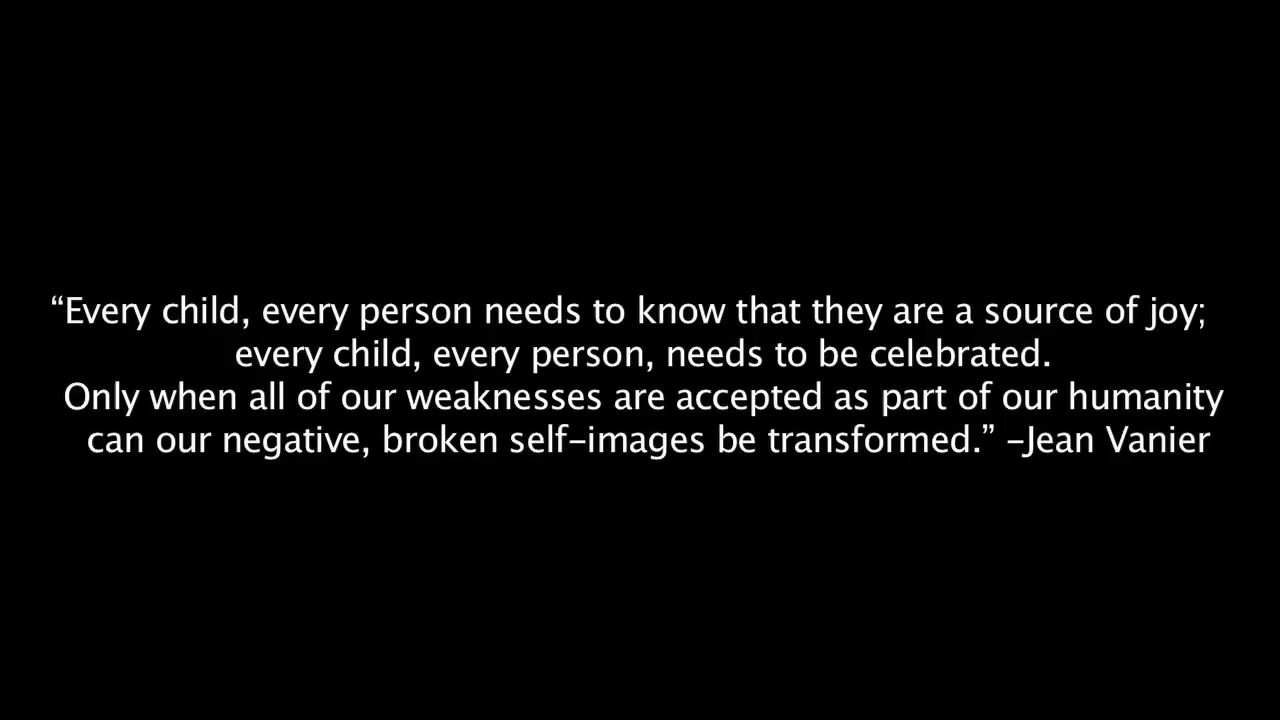 “Every child, every person needs to know that they are a source of joy;
every child, every person, needs to be celebrated.
Only when all of our weaknesses are accepted as part of our humanity
can our negative, broken self-images be transformed.” -Jean Vanier